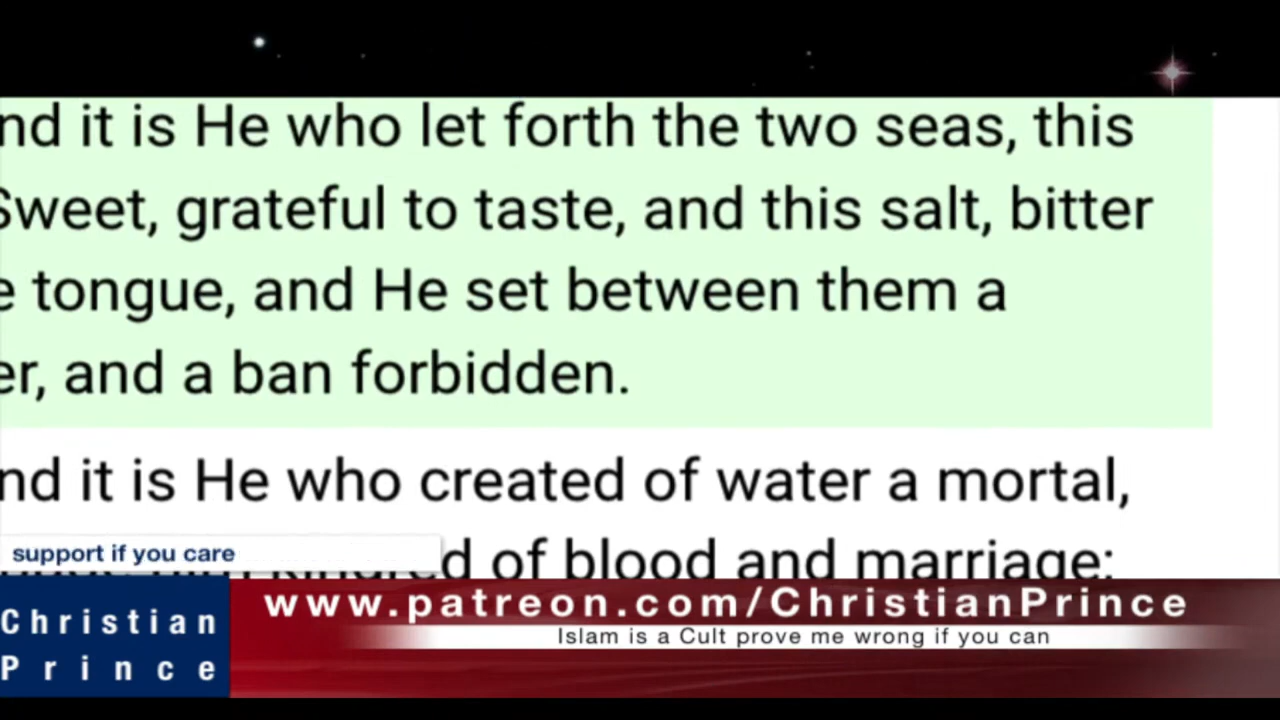 nd it is He who let forth the two seas, this
Sweet, grateful to taste, and this salt, bitter
e tongue, and He set between them a
er, and a ban forbidden.
nd it is He who created of water a mortal,
kindred of blood and marriage;
support if you care
www.patreon.com/ChristianPrince
Islam is a Cult prove me wrong if you can
Christian
Prince